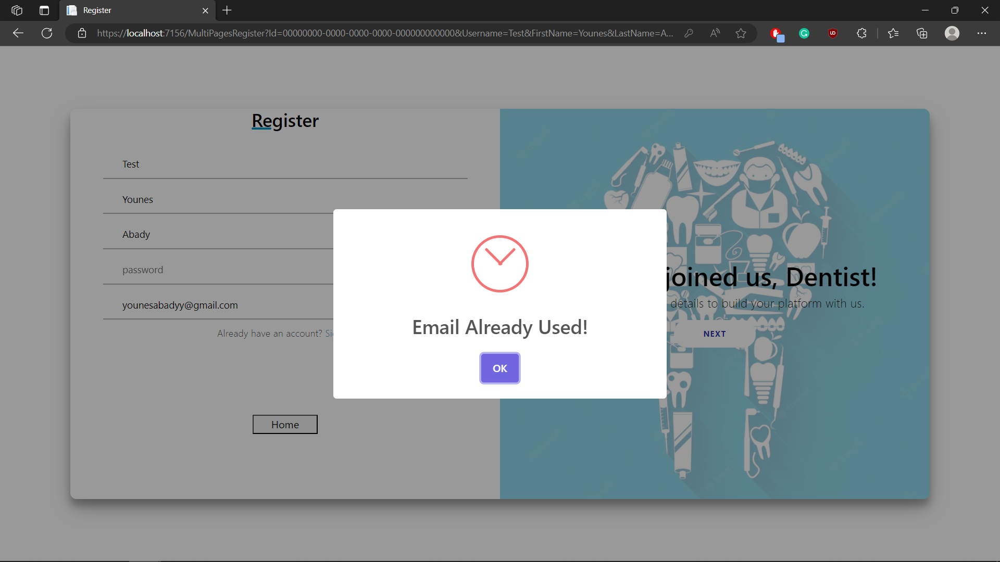 Register
https://localhost:7156/MultiPagesRegister?Id=00000000-0000-0000-0000-000000000000&Username=Test&FirstName=Younes&LastName=A...
Register
Test
Younes
Abady
password
younesabadyy@gmail.com
Already have an account?
Home
Email Already Used!
OK
joined us, Dentist!
details to build your platform with us.
NEXT